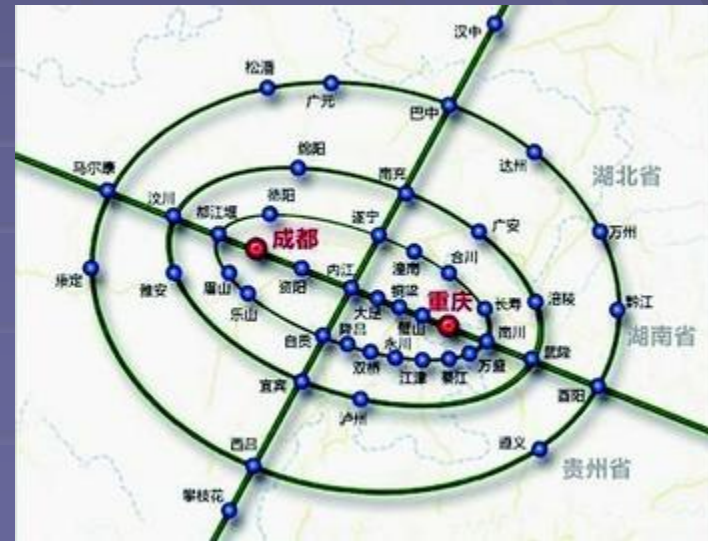 汉中
松潘
广元
巴中
达州
湖北省
绵阳
马尔康
南充
汶川
德阳
都江堰
遂宁
广安
万州
成都
潼南
合川
康定
雅安
眉山
资阳
内江
铜梁
重庆
长寿
涪陵
黔江
乐山
大足
璧山
湖南省
自贡
隆昌
永川
南川
双桥
江津
綦江
万盛
武隆
宜宾
泸州
酉阳
西昌
遵义
贵州省
攀枝花